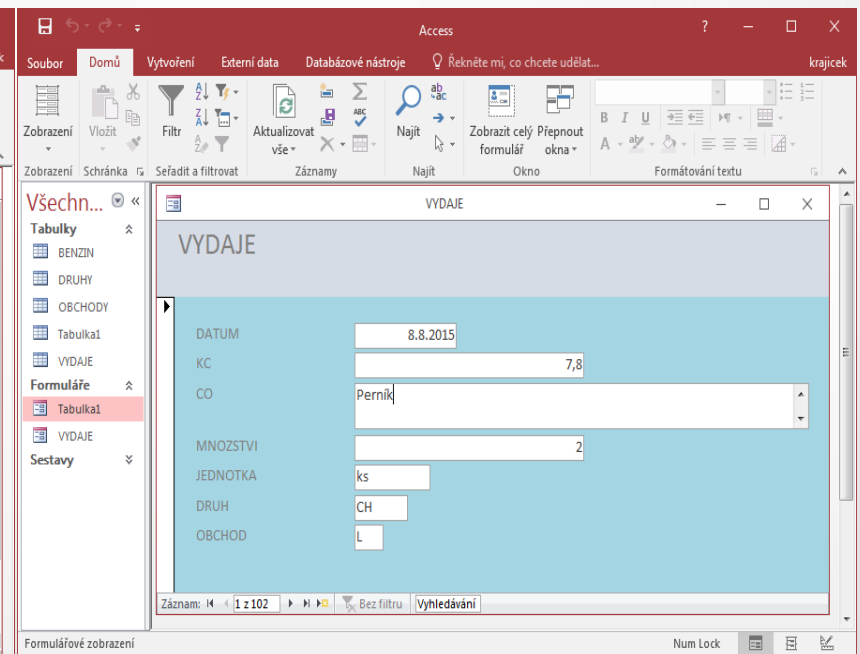 Access
Soubor Domů Vytvoření Externí data Databázové nástroje Řekněte mi, co chcete udělat... krajicek
Zobrazení Vložit Filtr Aktualizovat vše ABC Najít ab ac Zobrazit celý formulář Přepnout okna B I U A
Zobrazení Schránka Seřadit a filtrovat Záznamy Najít Okno Formátování textu
Všechn...
Tabulky
BENZIN
DRUHY
OBCHODY
Tabulka1
VYDAJE
Formuláře
Tabulka1
VYDAJE
Sestavy
VYDAJE
VYDAJE
DATUM 8.8.2015
KC 7,8
CO Perník
MNOZSTVI 2
JEDNOTKA ks
DRUH CH
OBCHOD L
Záznam: 1 z 102 Bez filtru Vyhledávání
Formulářové zobrazení Num Lock